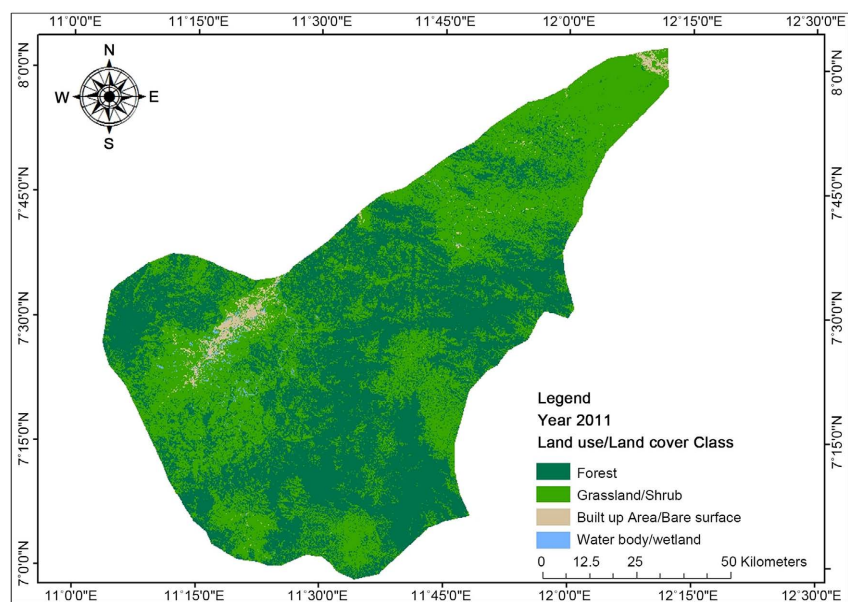 11°0'0"E 11°15'0"E 11°30'0"E 11°45'0"E 12°0'0"E 12°15'0"E 12°30'0"E
N
W E
S
8°0'0"N 8°0'0"N
7°45'0"N 7°45'0"N
7°30'0"N 7°30'0"N
7°15'0"N 7°15'0"N
7°0'0"N
Legend
Year 2011
Land use/Land cover Class
Forest
Grassland/Shrub
Built up Area/Bare surface
Water body/wetland
0 12.5 25 50 Kilometers
11°0'0"E 11°15'0"E 11°30'0"E 11°45'0"E 12°0'0"E 12°15'0"E 12°30'0"E